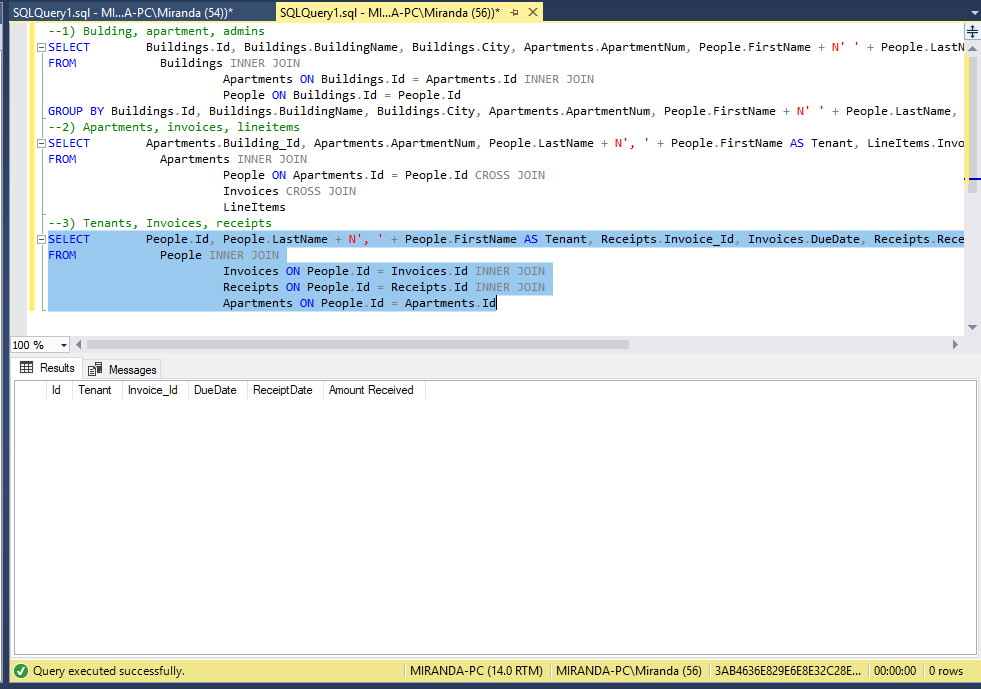 SQLQuery1.sql - MI...A-PC\Miranda (54))*
SQLQuery1.sql - MI...A-PC\Miranda (56))*
--1) Bulding, apartment, admins
SELECT Buildings.Id, Buildings.BuildingName, Buildings.City, Apartments.ApartmentNum, People.FirstName + N' ' + People.LastN
FROM Buildings INNER JOIN
Apartments ON Buildings.Id = Apartments.Id INNER JOIN
People ON Buildings.Id = People.Id
GROUP BY Buildings.Id, Buildings.BuildingName, Buildings.City, Apartments.ApartmentNum, People.FirstName + N' ' + People.LastName,
--2) Apartments, invoices, lineitems
SELECT Apartments.Building_Id, Apartments.ApartmentNum, People.LastName + N', ' + People.FirstName AS Tenant, LineItems.Invo
FROM Apartments INNER JOIN
People ON Apartments.Id = People.Id CROSS JOIN
Invoices CROSS JOIN
LineItems
--3) Tenants, Invoices, receipts
SELECT People.Id, People.LastName + N', ' + People.FirstName AS Tenant, Receipts.Invoice_Id, Invoices.DueDate, Receipts.Rece
FROM People INNER JOIN
Invoices ON People.Id = Invoices.Id INNER JOIN
Receipts ON People.Id = Receipts.Id INNER JOIN
Apartments ON People.Id = Apartments.Id
100 %
Results Messages
Id Tenant Invoice_Id DueDate ReceiptDate Amount Received
Query executed successfully. MIRANDA-PC (14.0 RTM) MIRANDA-PC\Miranda (56) 3AB4636E829E6E8E32C28E... 00:00:00 0 rows